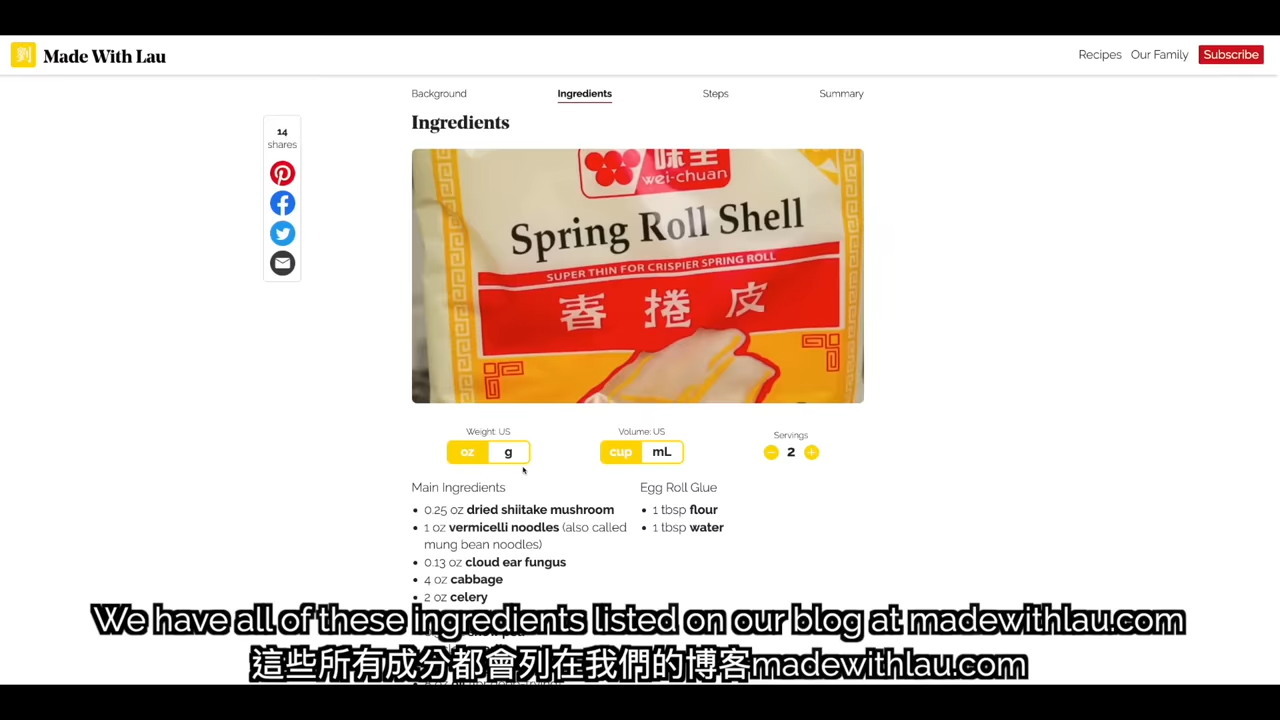 劉 Made With Lau
Recipes Our Family Subscribe
Background Ingredients Steps Summary
14
shares
Ingredients
味全
wei-chuan
Spring Roll Shell
SUPER THIN FOR CRISPIER SPRING ROLL
春捲皮
Weight: US Volume: US Servings
oz g cup mL − 2 +
Main Ingredients
• 0.25 oz dried shiitake mushroom
• 1 oz vermicelli noodles (also called
mung bean noodles)
• 0.13 oz cloud ear fungus
• 4 oz cabbage
• 2 oz celery
Egg Roll Glue
• 1 tbsp flour
• 1 tbsp water
We have all of these ingredients listed on our blog at madewithlau.com
這些所有成分都會列在我們的博客madewithlau.com